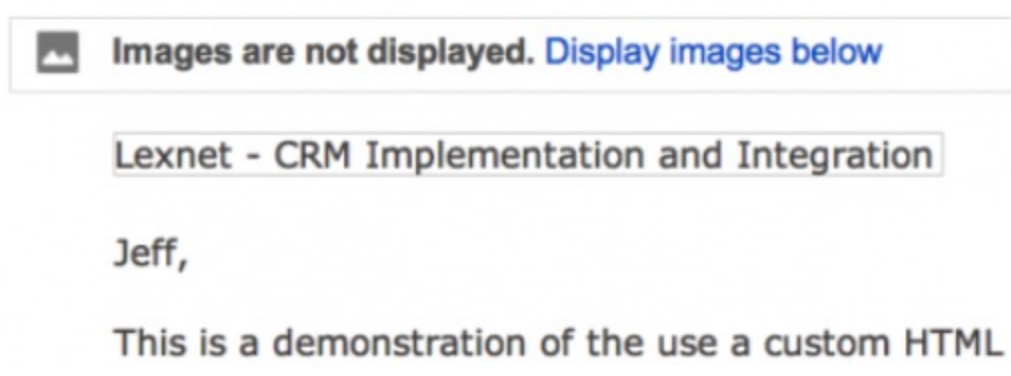 Images are not displayed. Display images below
Lexnet - CRM Implementation and Integration
Jeff,
This is a demonstration of the use a custom HTML